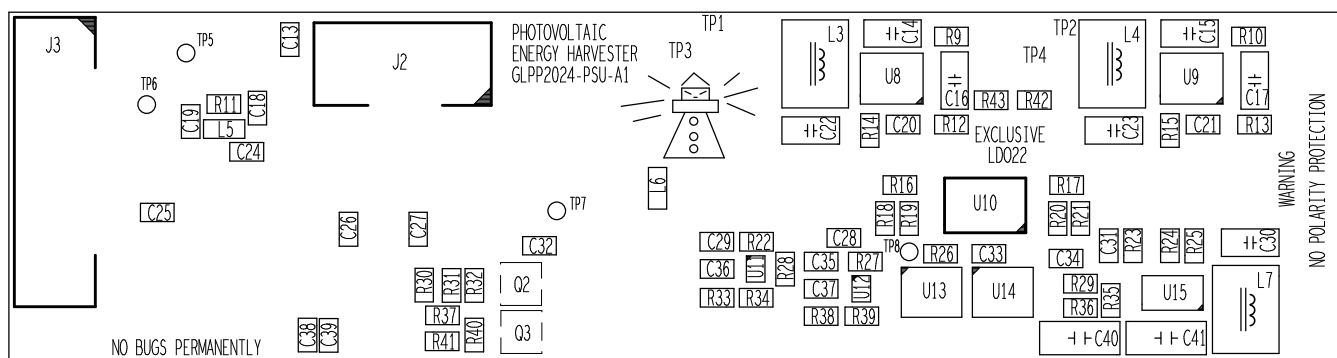 J3
TP5
TP6
C19
R11
C18
L5
C24
C13
J2
PHOTOVOLTAIC
ENERGY HARVESTER
GLPP2024-PSU-A1
TP1
TP3
TP2
TP4
L3
C14
R9
U8
C16
R43
R42
C22
R14
C20
R12
L4
C15
R10
U9
C17
C23
R15
C21
R13
EXCLUSIVE
LDO22
WARNING
NO POLARITY PROTECTION
L6
C25
C26
C27
TP7
C32
R16
R18
R19
U10
R17
R20
R21
C29
R22
C28
TP8
R26
C33
C31
R23
R24
R25
C30
C36
U11
R28
C35
R27
C34
R33
R34
C37
U12
U13
U14
R29
R35
R36
U15
L7
R38
R39
C40
C41
R30
R31
R32
Q2
R37
R40
Q3
R41
C38
C39
NO BUGS PERMANENTLY